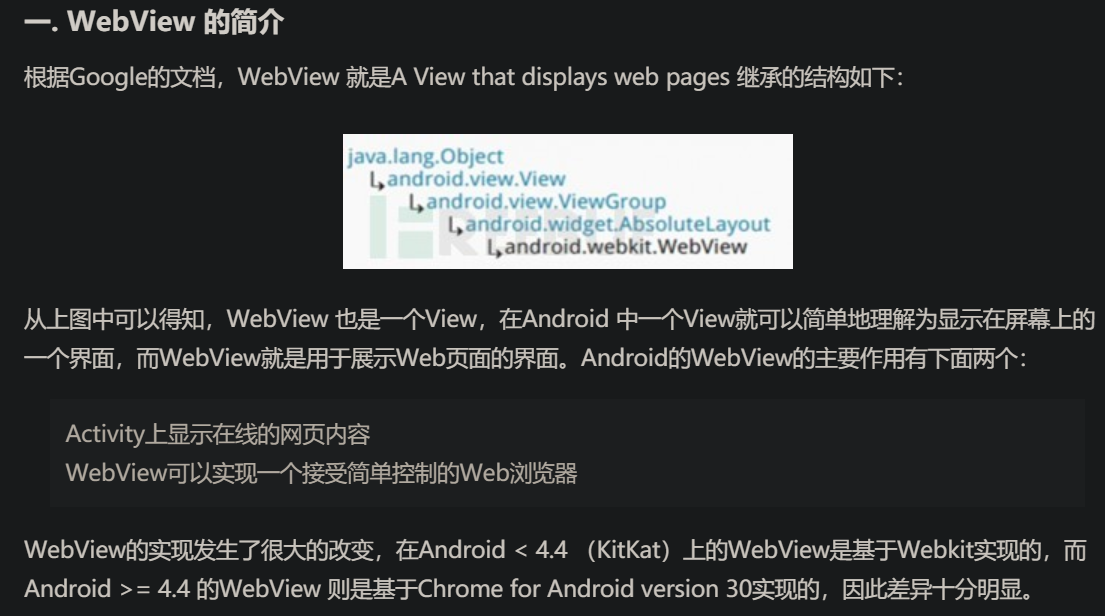 一. WebView 的简介
根据Google的文档，WebView 就是A View that displays web pages 继承的结构如下：
java.lang.Object
↳android.view.View
↳android.view.ViewGroup
↳android.widget.AbsoluteLayout
↳android.webkit.WebView
从上图中可以得知，WebView 也是一个View，在Android 中一个View就可以简单地理解为显示在屏幕上的
一个界面，而WebView就是用于展示Web页面的界面。Android的WebView的主要作用有下面两个：
Activity上显示在线的网页内容
WebView可以实现一个接受简单控制的Web浏览器
WebView的实现发生了很大的改变，在Android < 4.4 （KitKat）上的WebView是基于Webkit实现的，而
Android >= 4.4 的WebView 则是基于Chrome for Android version 30实现的，因此差异十分明显。